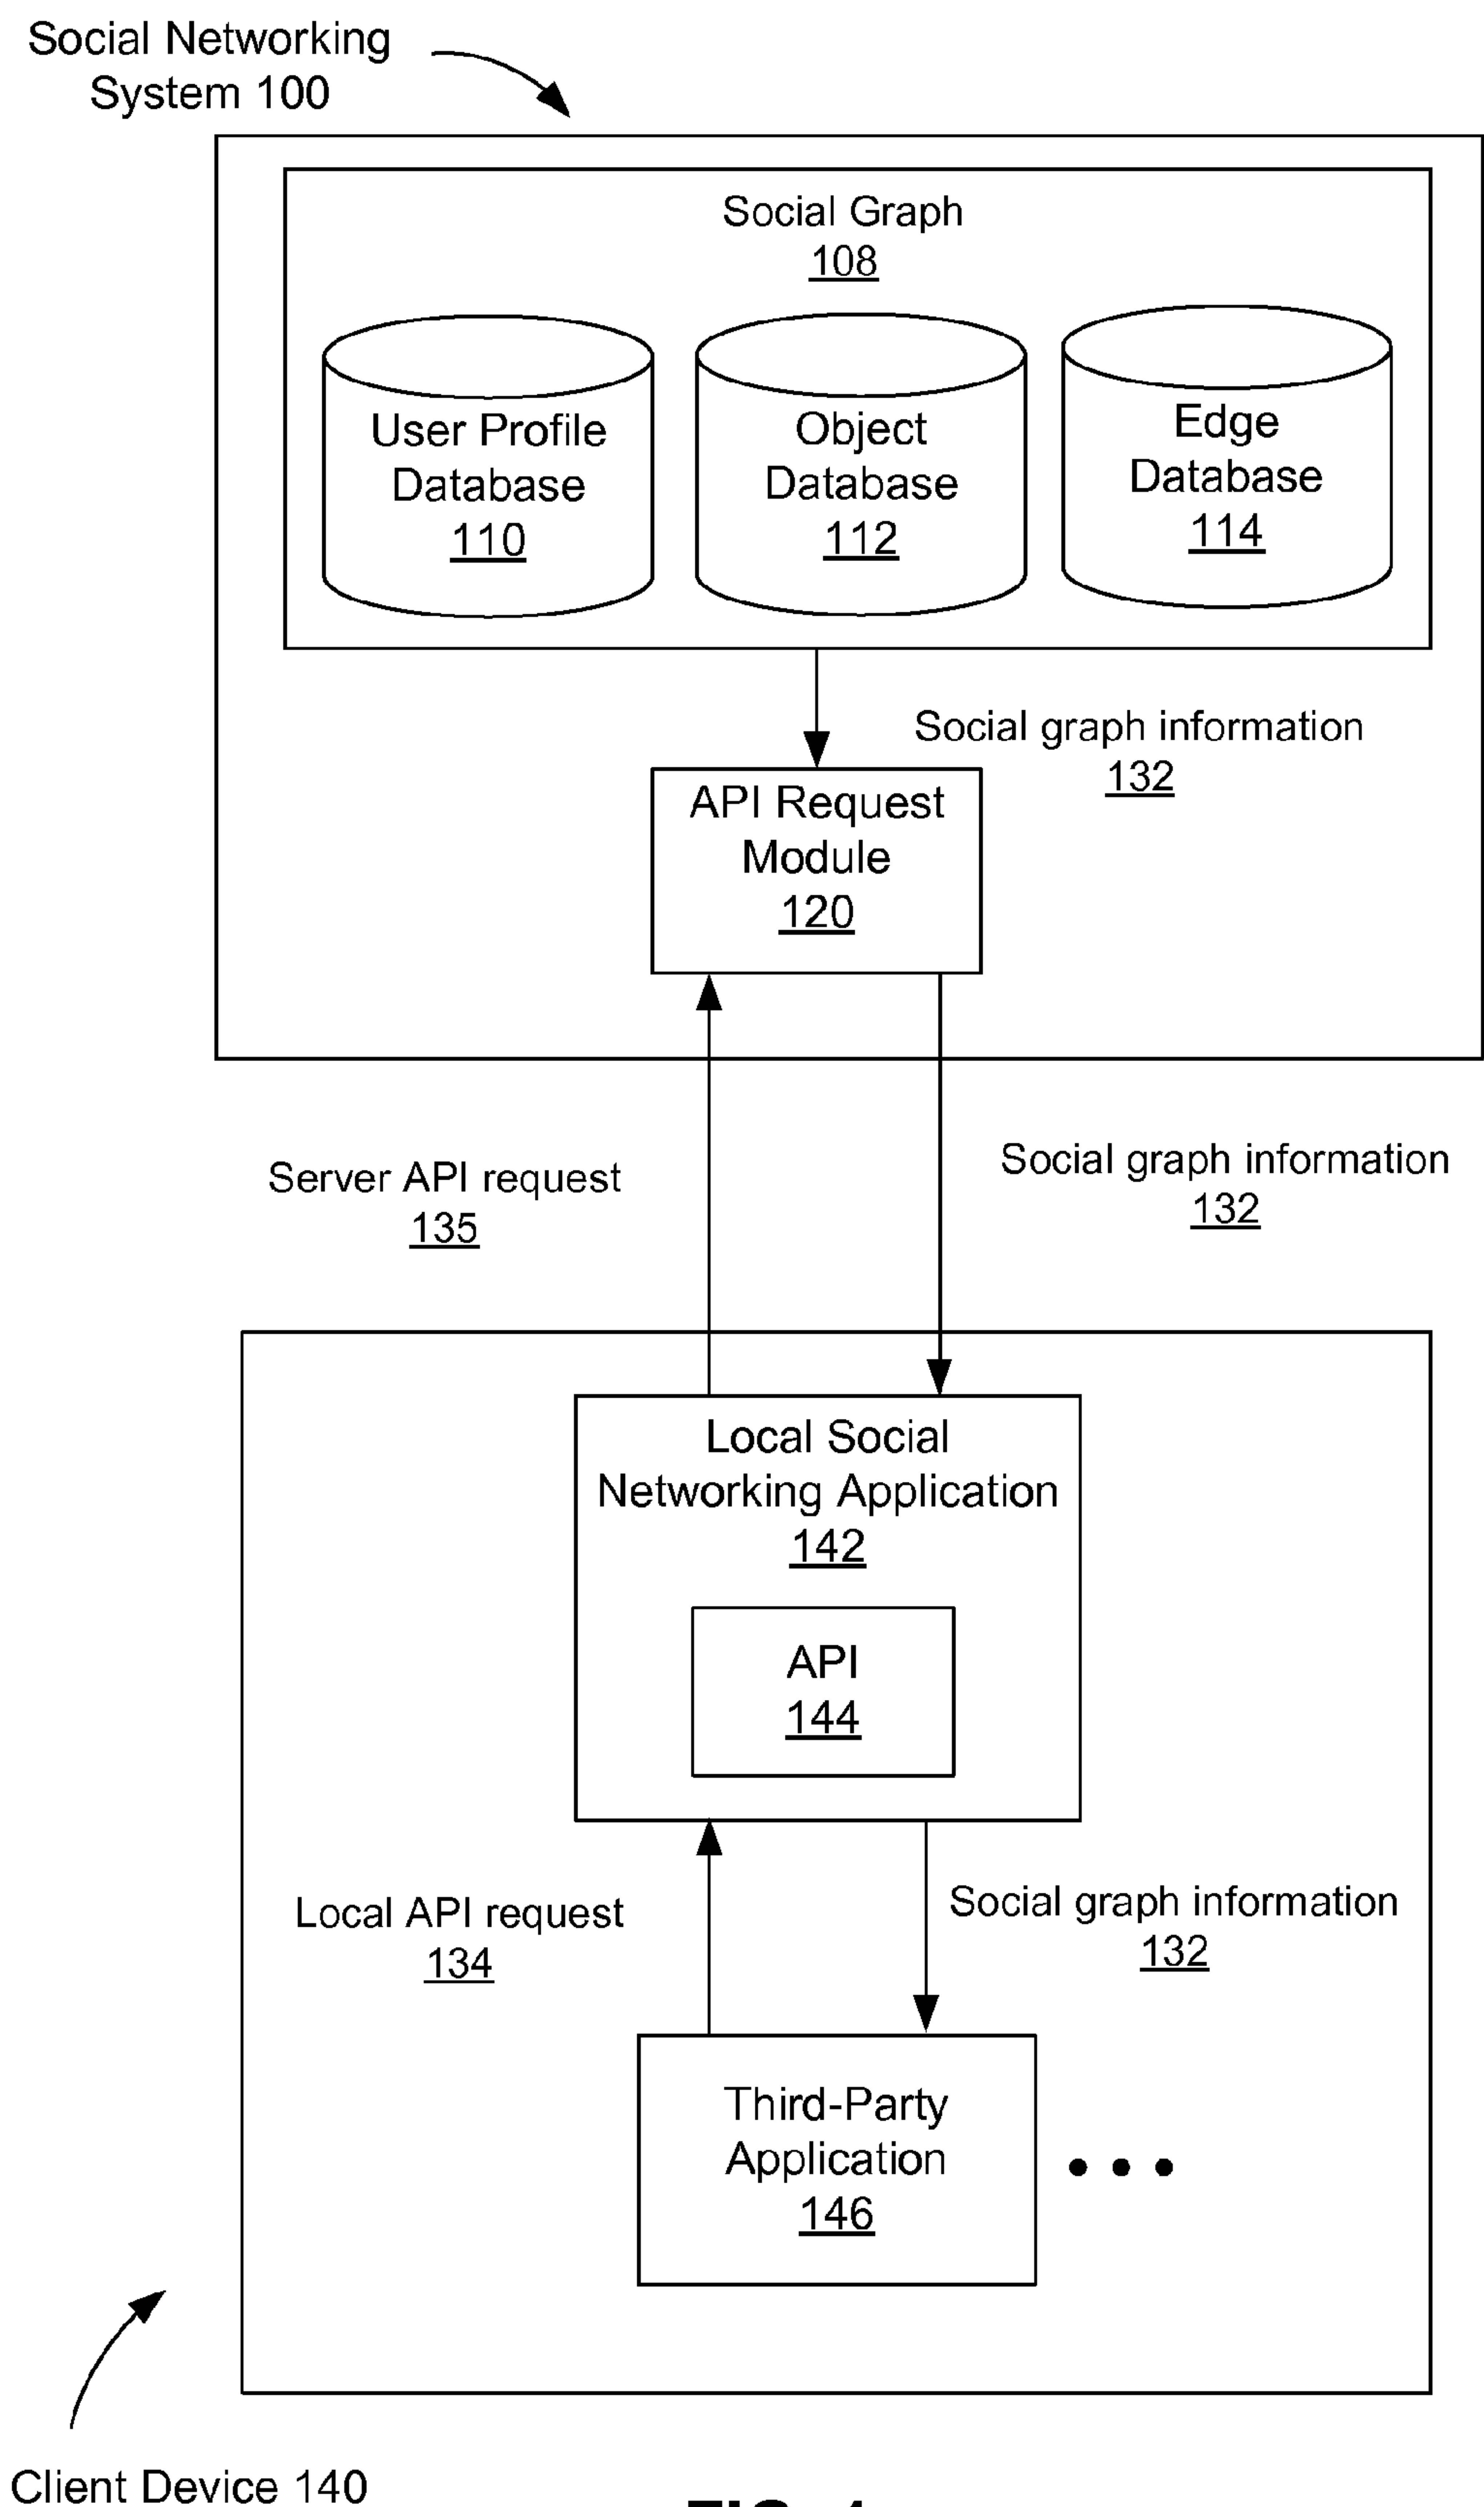 Social Networking
System 100
Social Graph
108
User Profile
Database
110
Object
Database
112
Edge
Database
114
Social graph information
132
API Request
Module
120
Server API request
135
Social graph information
132
Local Social
Networking Application
142
API
144
Local API request
134
Social graph information
132
Third-Party
Application
146
Client Device 140